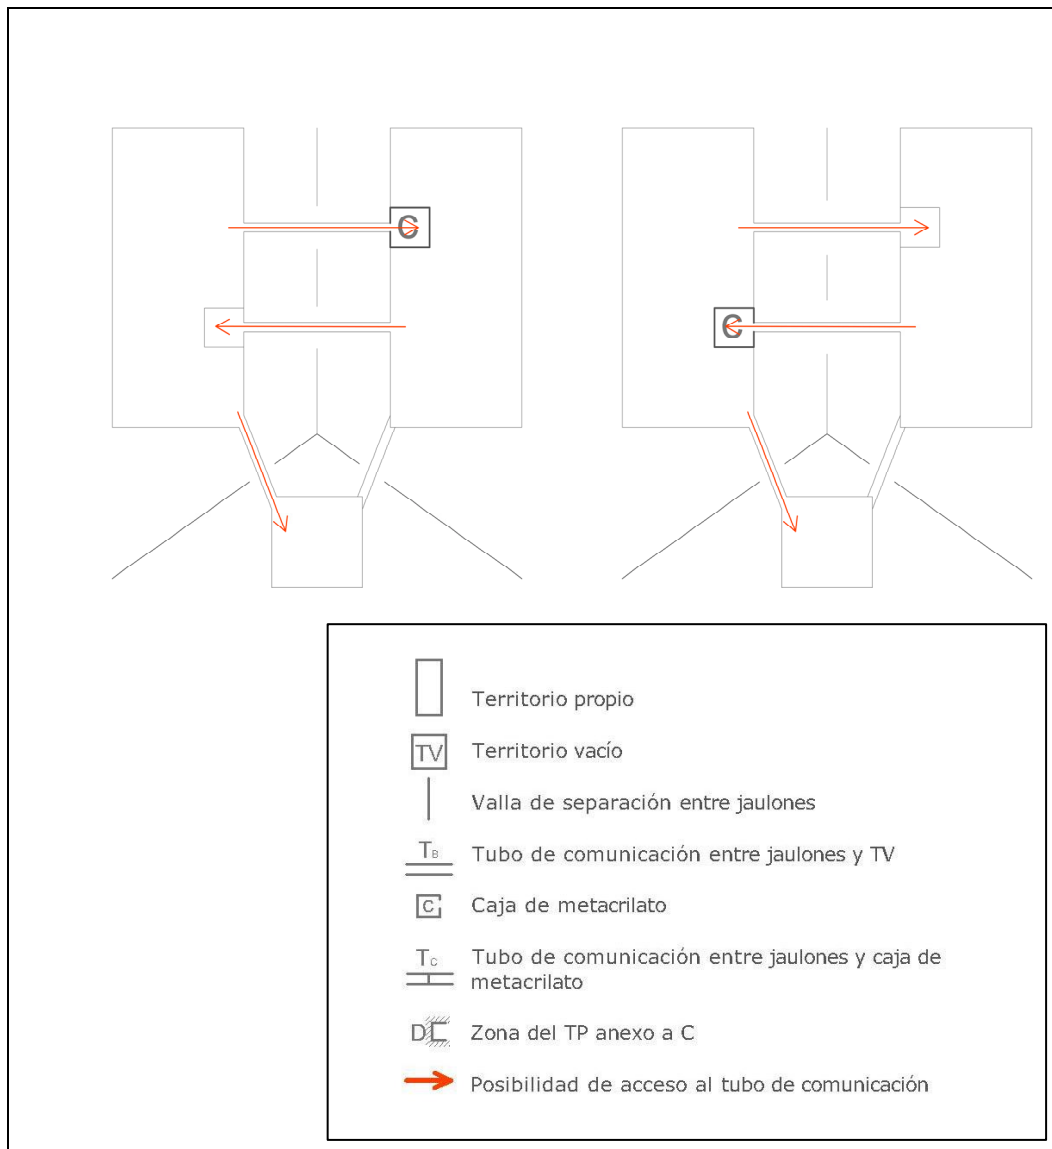 C
C
Territorio propio
TV Territorio vacío
Valla de separación entre jaulones
TB Tubo de comunicación entre jaulones y TV
C Caja de metacrilato
TC Tubo de comunicación entre jaulones y caja de
metacrilato
D Zona del TP anexo a C
Posibilidad de acceso al tubo de comunicación